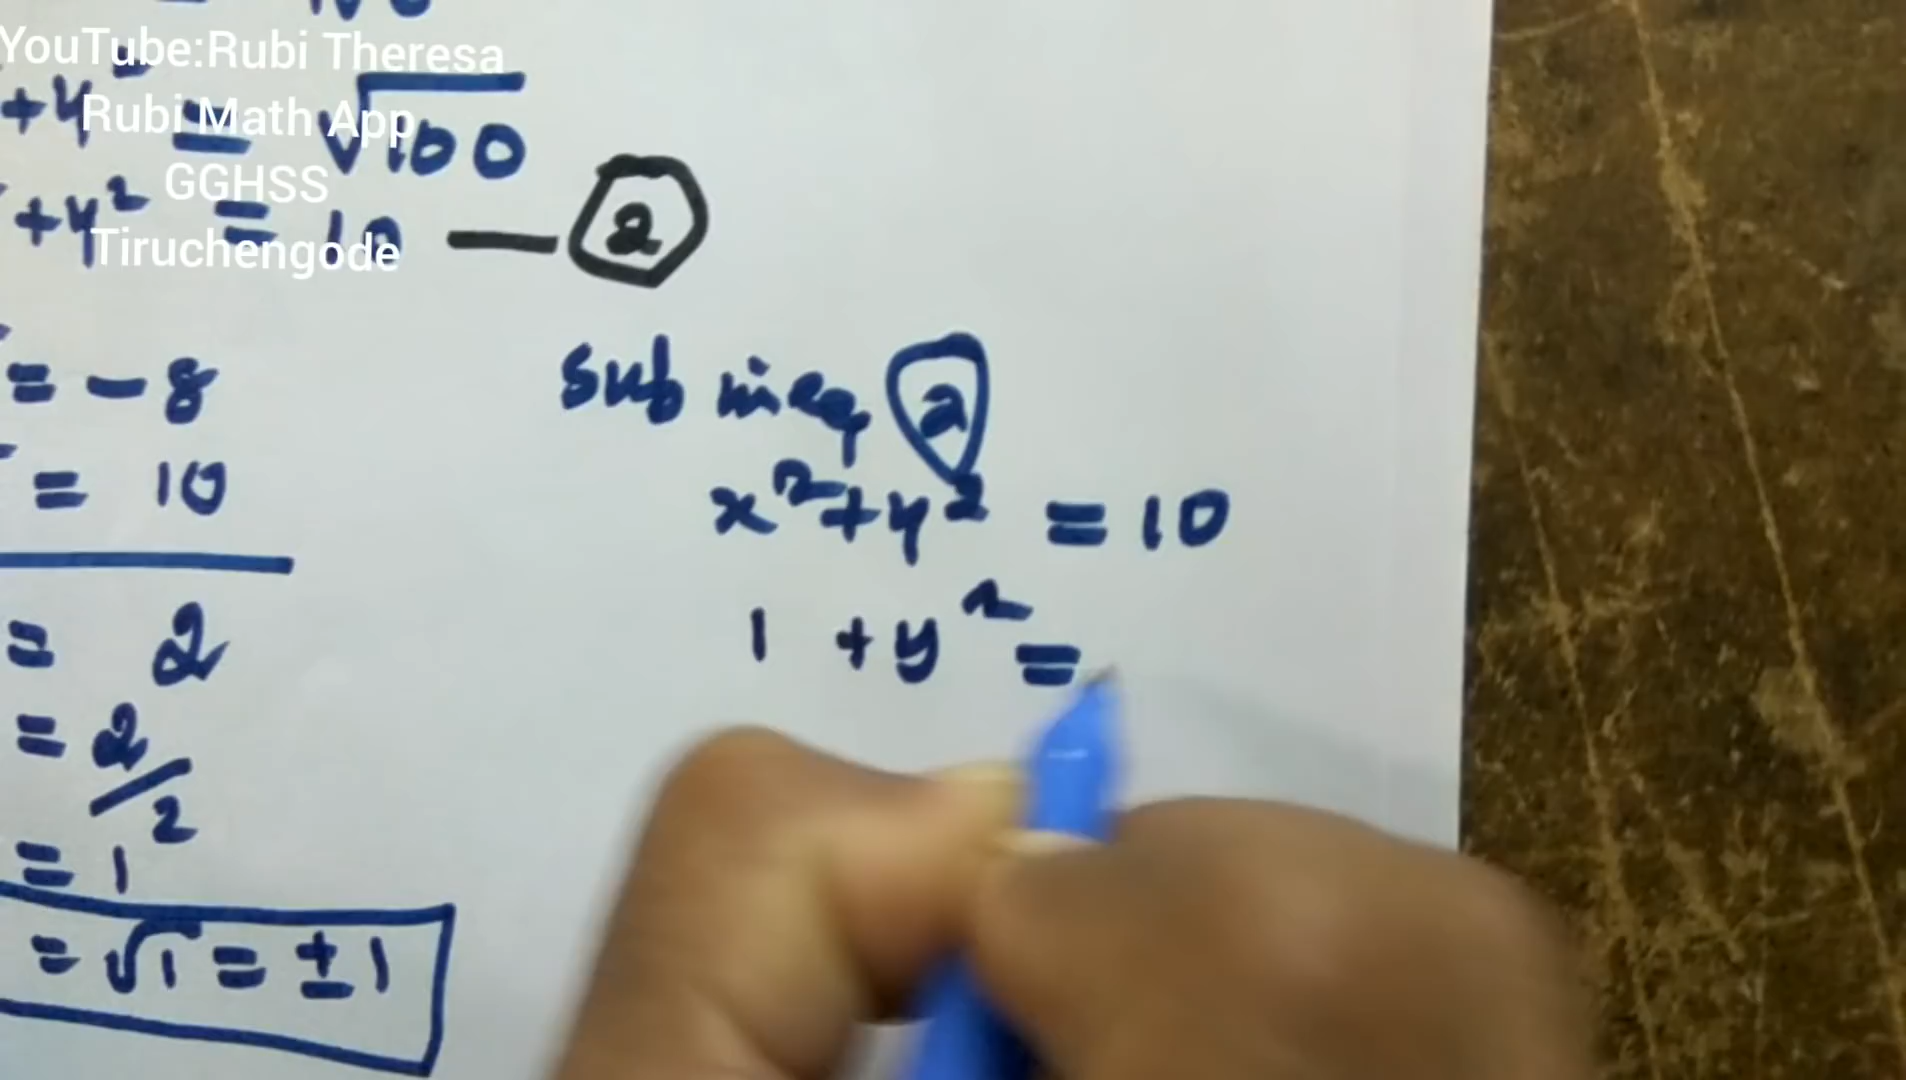 YouTube:Rubi Theresa
Rubi Math App
GGHSS
Tiruchengode
+y² = √100
+y² = 10 — 2
= - 8
= 10
= 2
= 2/2
= 1
= √1 = ± 1
Sub in eq 2
x² + y² = 10
1 + y² =